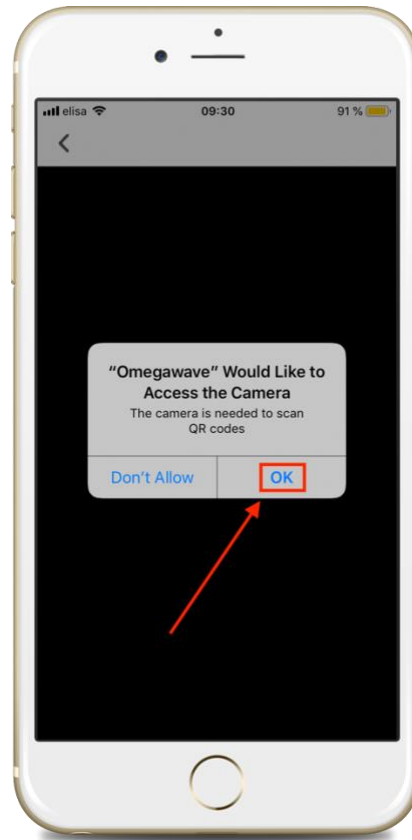 elisa 09:30 91 %
"Omegawave" Would Like to
Access the Camera
The camera is needed to scan
QR codes
Don't Allow OK